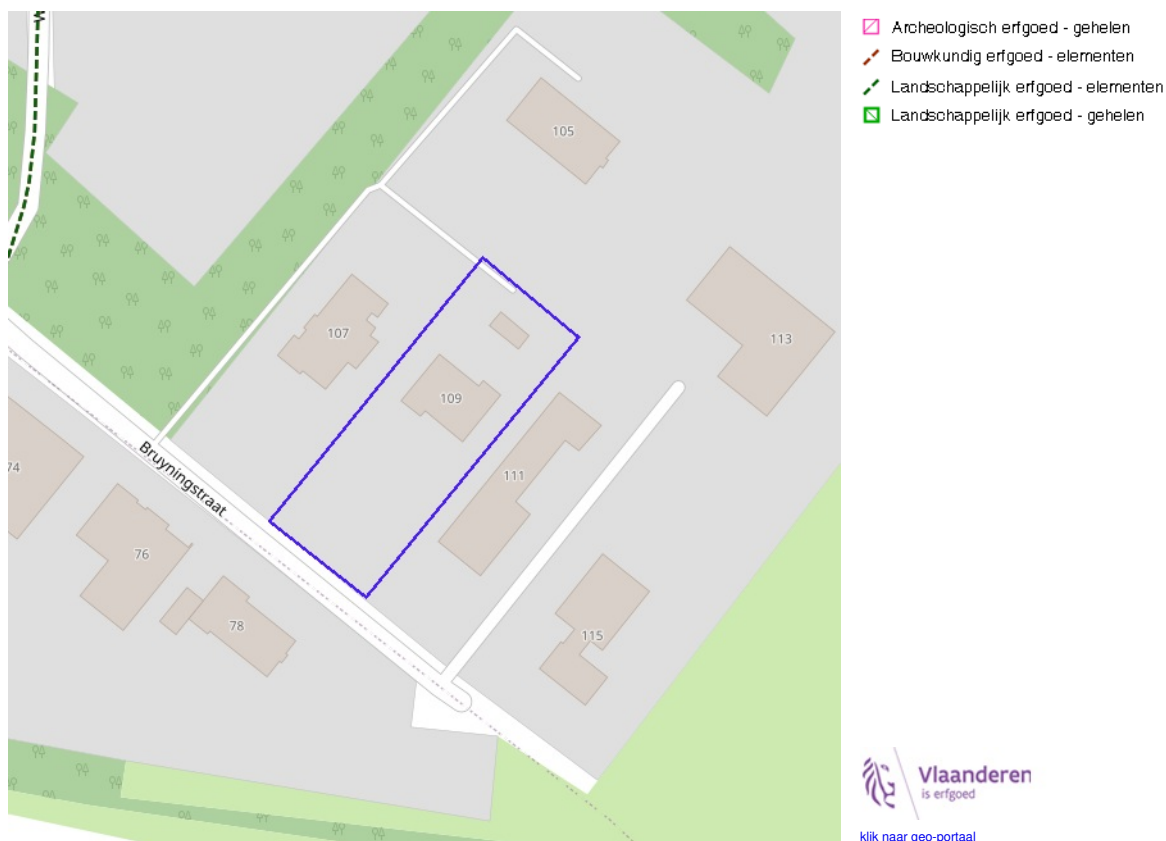 Archeologisch erfgoed - gehelen
Bouwkundig erfgoed - elementen
Landschappelijk erfgoed - elementen
Landschappelijk erfgoed - gehelen
105
107
113
109
111
Bruyningstraat
74
76
78
115
Vlaanderen
is erfgoed
klik naar geo-portaal